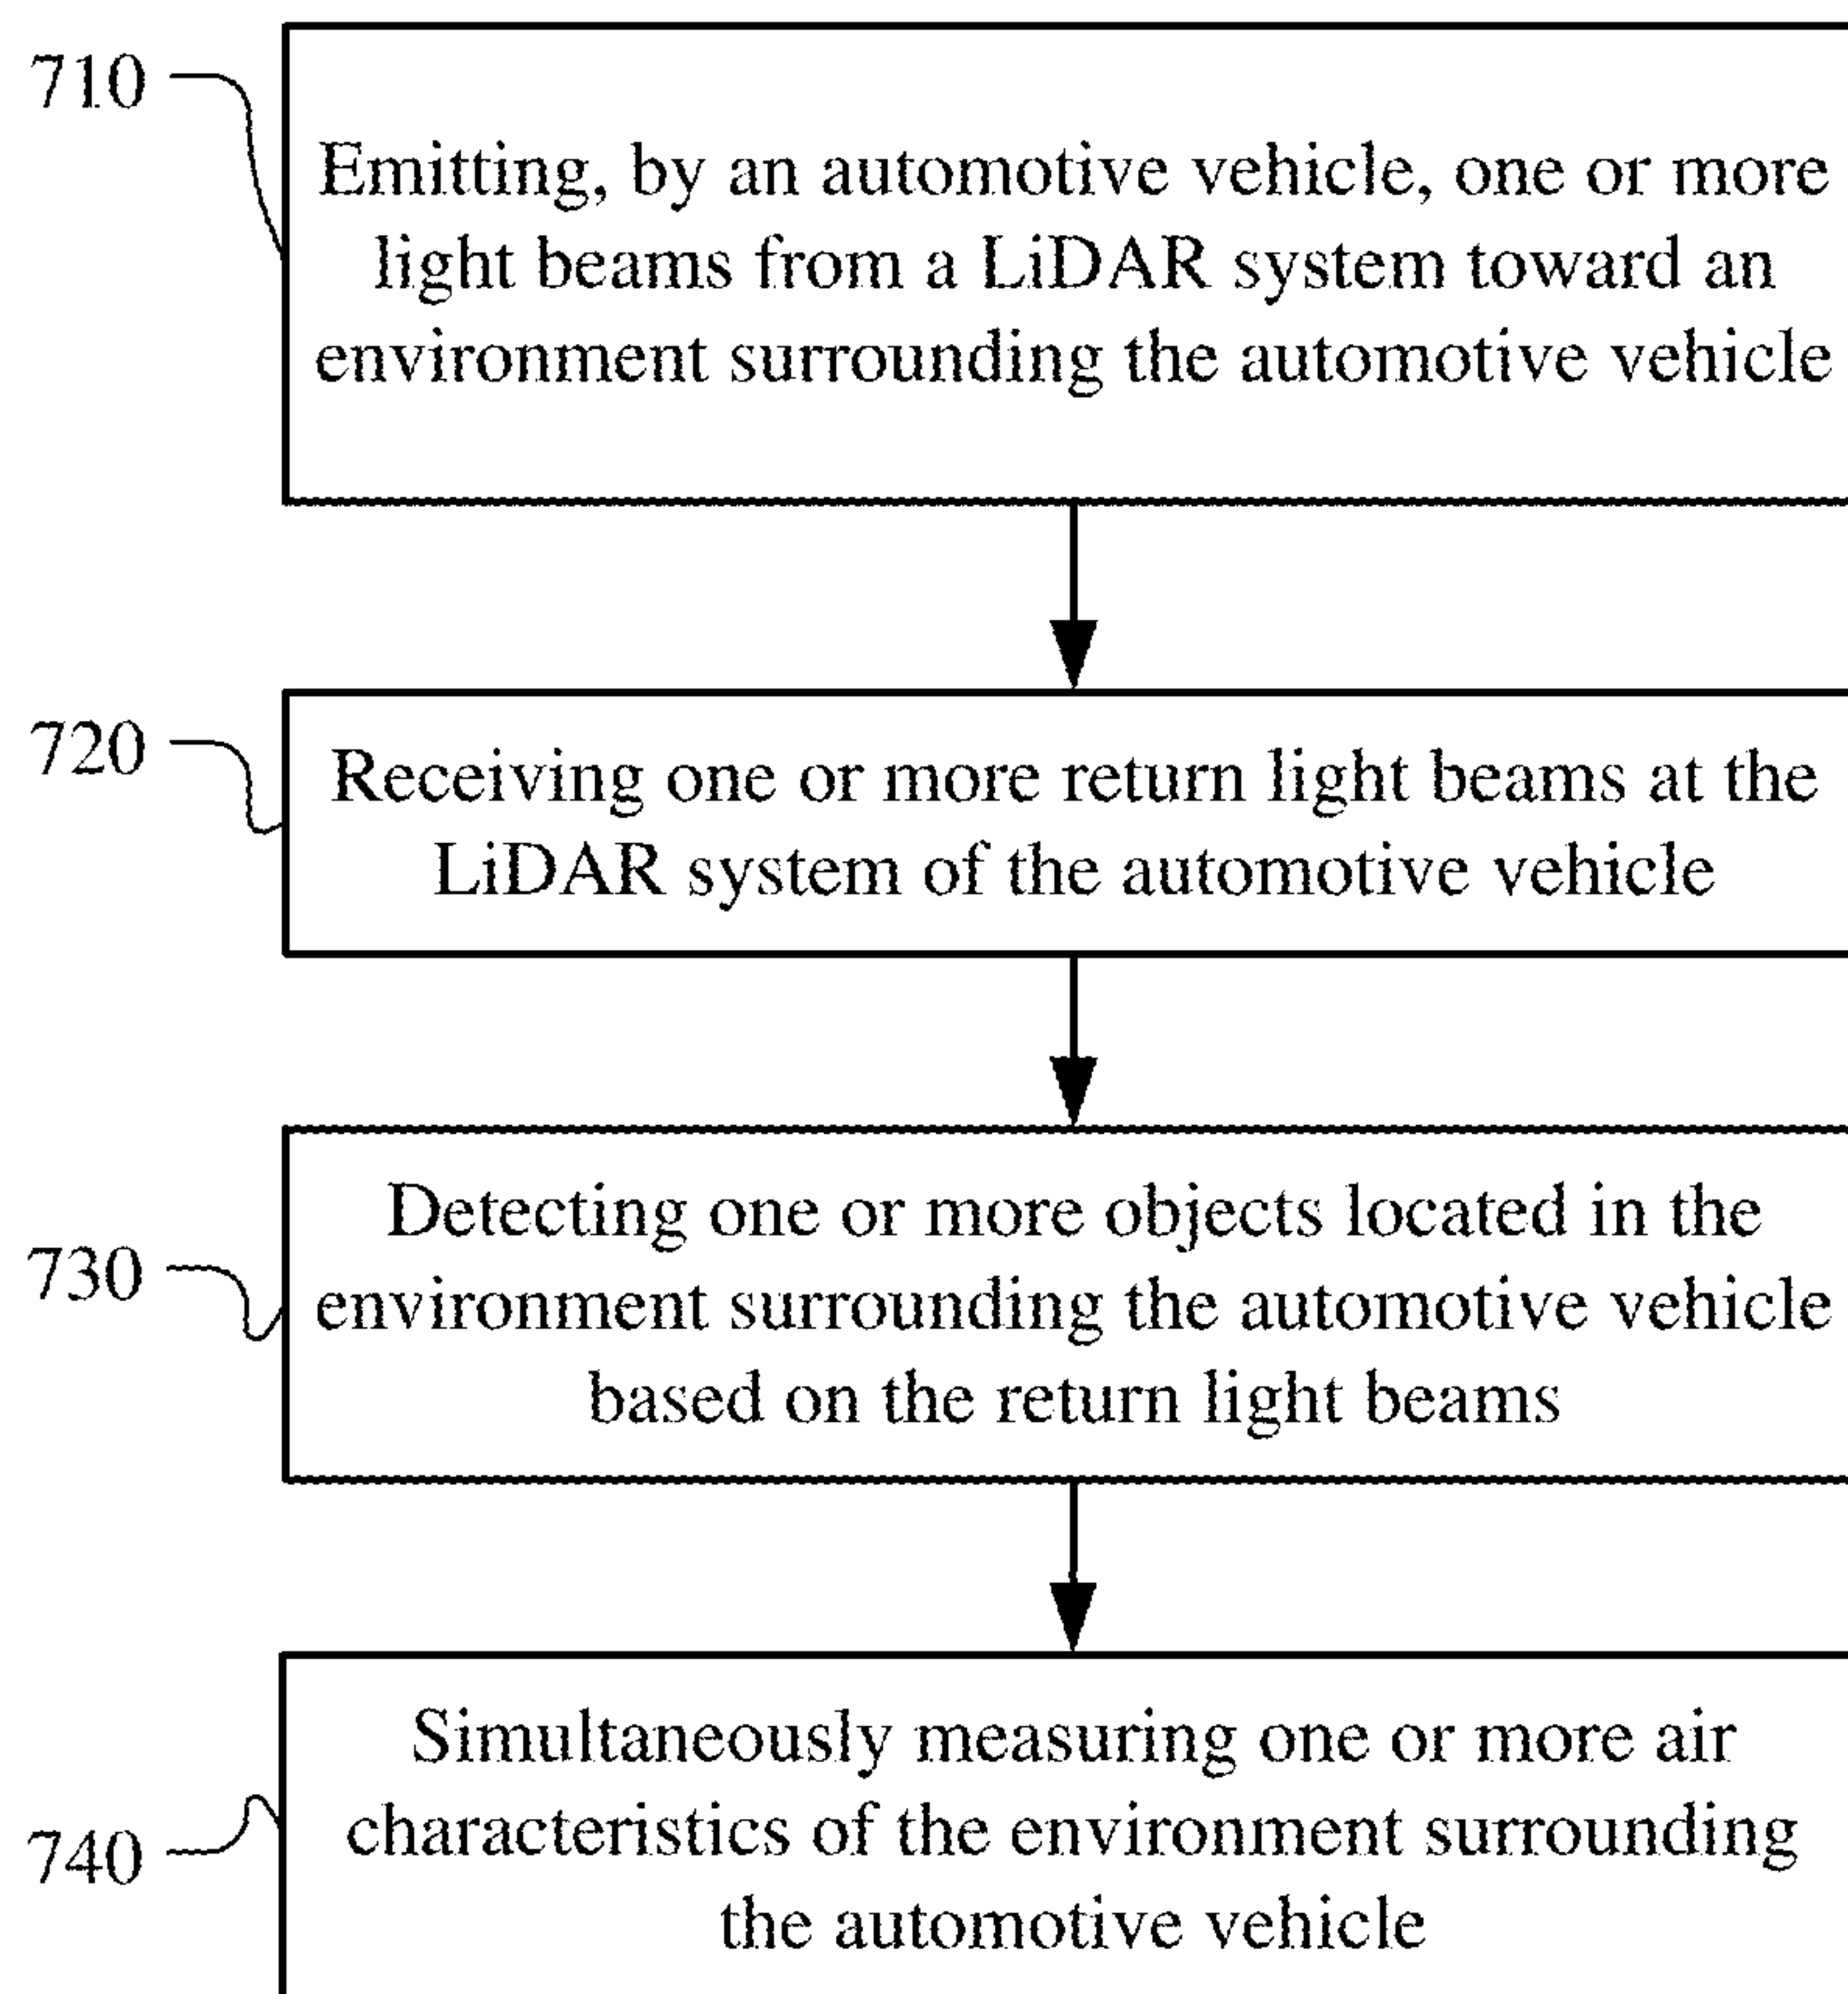 710
Emitting, by an automotive vehicle, one or more
light beams from a LiDAR system toward an
environment surrounding the automotive vehicle
720
Receiving one or more return light beams at the
LiDAR system of the automotive vehicle
730
Detecting one or more objects located in the
environment surrounding the automotive vehicle
based on the return light beams
740
Simultaneously measuring one or more air
characteristics of the environment surrounding
the automotive vehicle